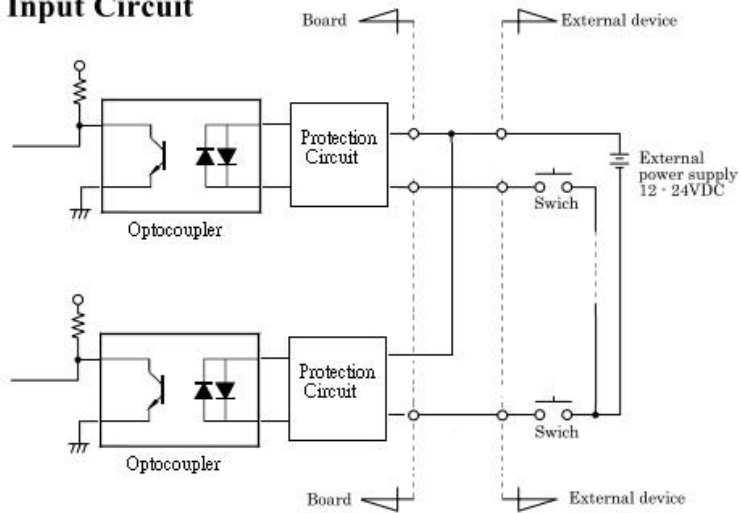 Input Circuit
Board
External device
Protection
Circuit
External
power supply
12 - 24VDC
Swich
Optocoupler
Protection
Circuit
Swich
Optocoupler
Board
External device